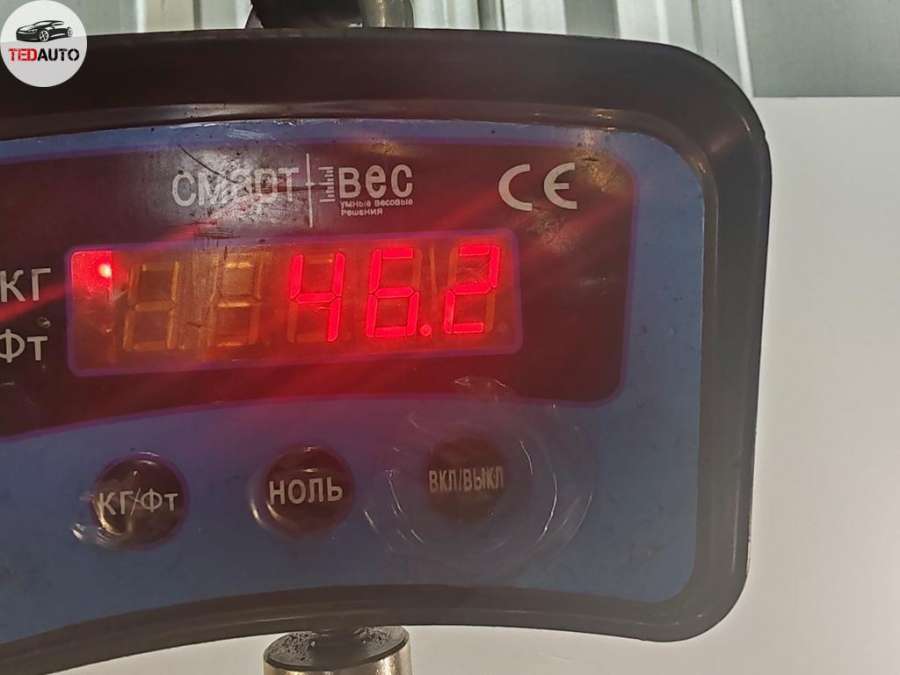 TEDAUTO
СМАРТ ВЕС
УМНЫЕ ВЕСОВЫЕ
РЕШЕНИЯ
CE
КГ
46.2
Фт
КГ/Фт
НОЛЬ
ВКЛ/ВЫКЛ